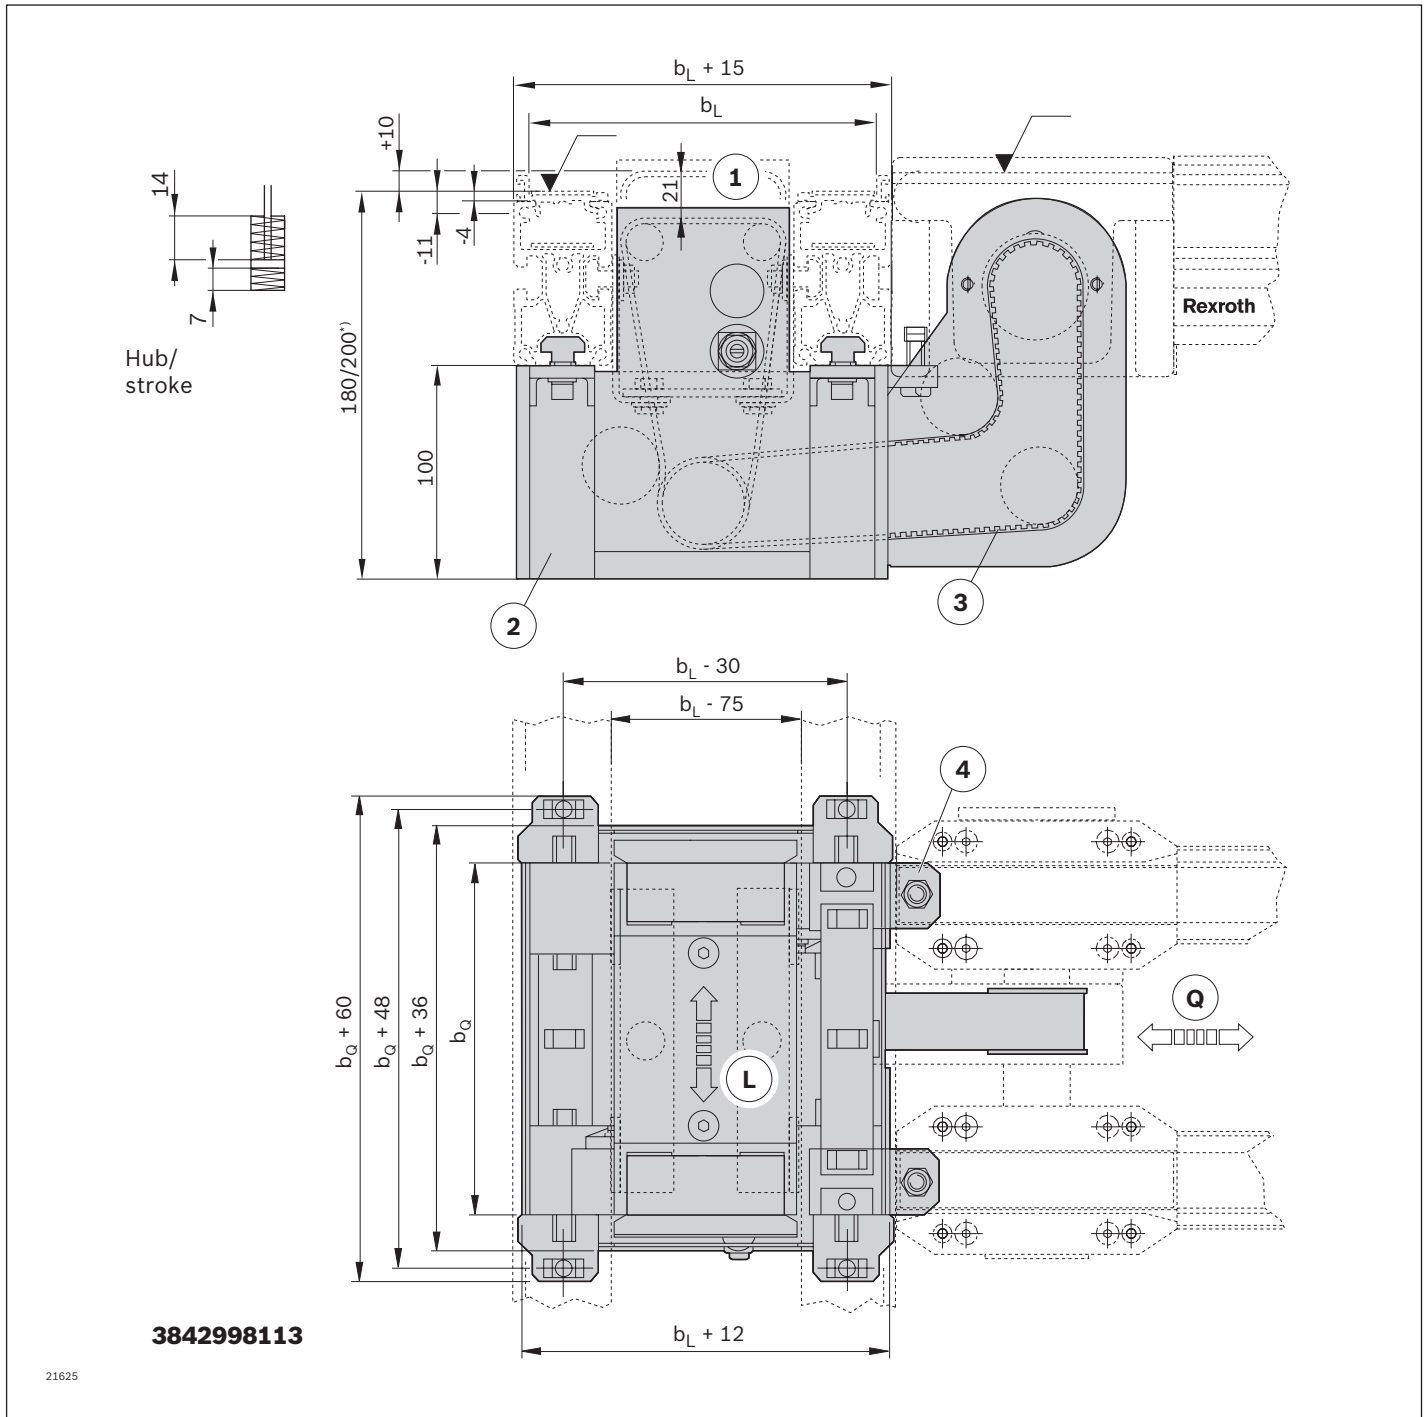 b_L + 15
b_L
+10
14
1
21
-11
-4
7
Rexroth
Hub/
stroke
180/200*)
100
3
2
b_L - 30
b_L - 75
4
b_Q + 60
b_Q + 48
b_Q + 36
b_Q
Q
L
3842998113
b_L + 12
21625